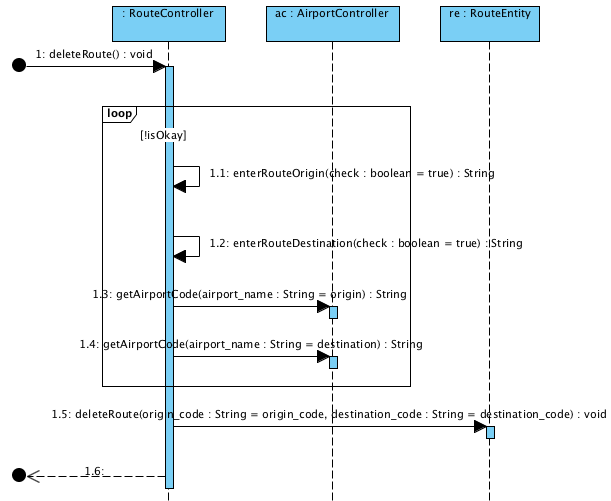 : RouteController
ac : AirportController
re : RouteEntity
1: deleteRoute() : void
loop
[!isOkay]
1.1: enterRouteOrigin(check : boolean = true) : String
1.2: enterRouteDestination(check : boolean = true) : String
1.3: getAirportCode(airport_name : String = origin) : String
1.4: getAirportCode(airport_name : String = destination) : String
1.5: deleteRoute(origin_code : String = origin_code, destination_code : String = destination_code) : void
1.6: